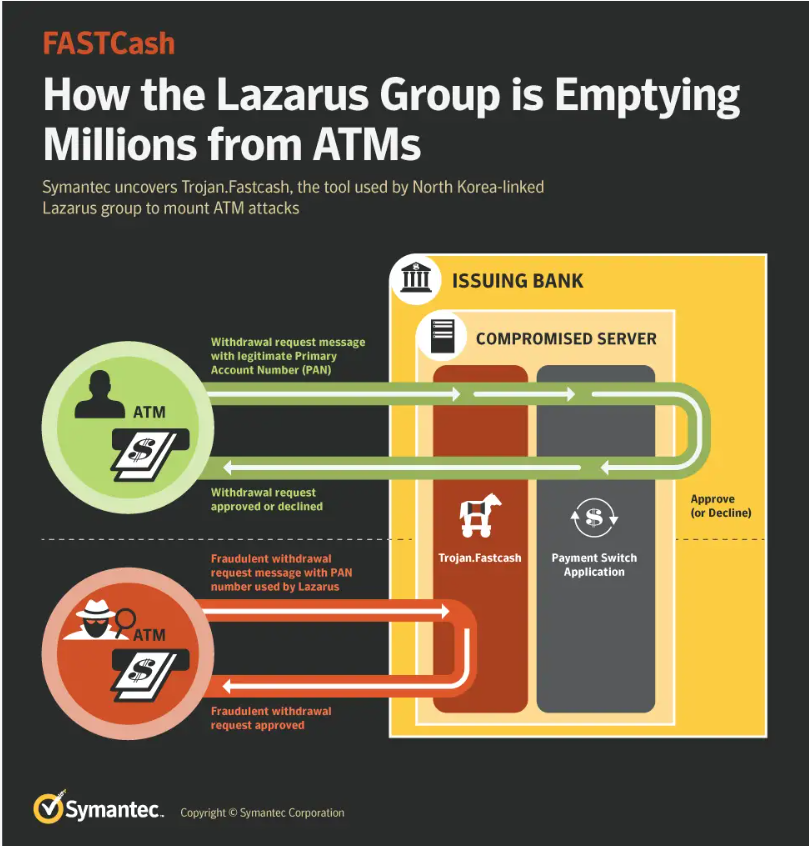 FASTCash
How the Lazarus Group is Emptying
Millions from ATMs
Symantec uncovers Trojan.Fastcash, the tool used by North Korea-linked
Lazarus group to mount ATM attacks
ISSUING BANK
COMPROMISED SERVER
Withdrawal request message
with legitimate Primary
Account Number (PAN)
ATM
$
Withdrawal request
approved or declined
Approve
(or Decline)
$
Trojan.Fastcash
Payment Switch
Application
Fraudulent withdrawal
request message with PAN
number used by Lazarus
ATM
$
Fraudulent withdrawal
request approved
Symantec™
Copyright © Symantec Corporation